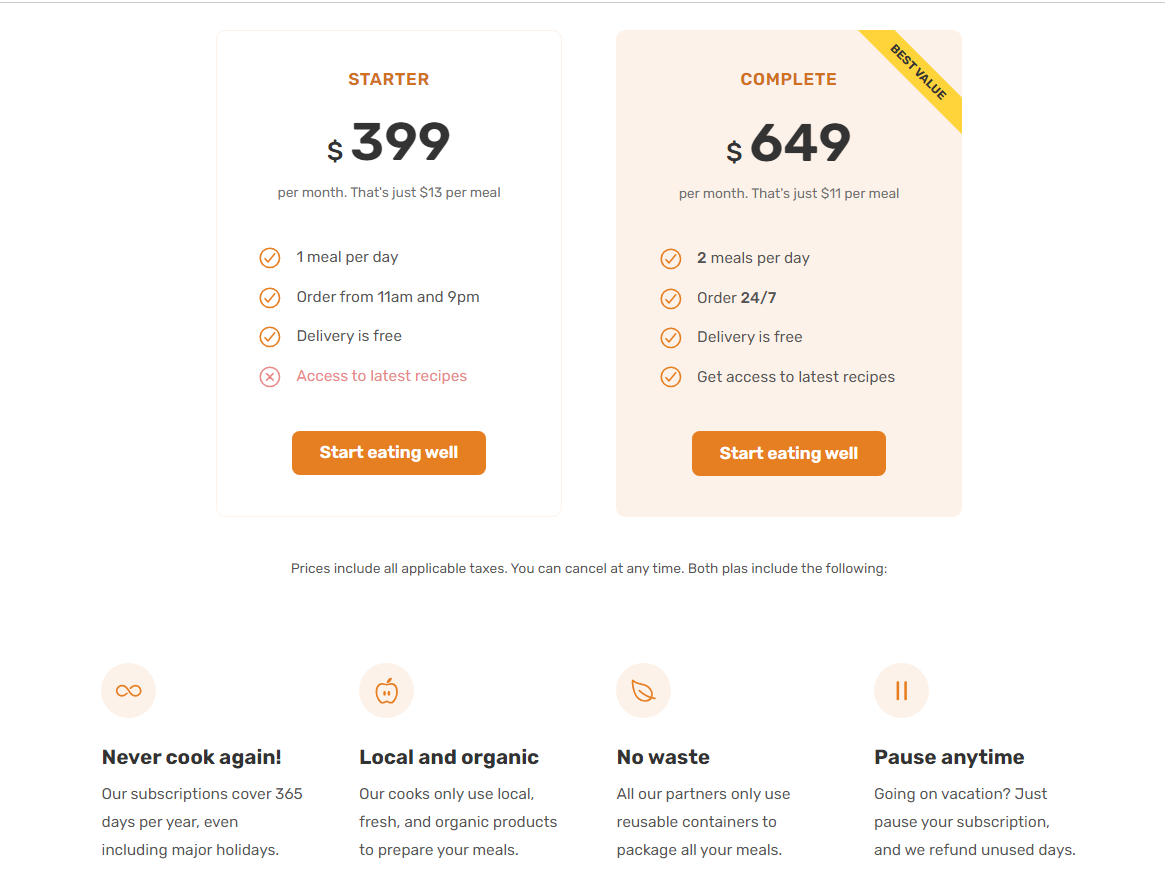 STARTER
$ 399
per month. That's just $13 per meal
1 meal per day
Order from 11am and 9pm
Delivery is free
Access to latest recipes
Start eating well
BEST VALUE
COMPLETE
$ 649
per month. That's just $11 per meal
2 meals per day
Order 24/7
Delivery is free
Get access to latest recipes
Start eating well
Prices include all applicable taxes. You can cancel at any time. Both plas include the following:
Never cook again!
Our subscriptions cover 365
days per year, even
including major holidays.
Local and organic
Our cooks only use local,
fresh, and organic products
to prepare your meals.
No waste
All our partners only use
reusable containers to
package all your meals.
Pause anytime
Going on vacation? Just
pause your subscription,
and we refund unused days.